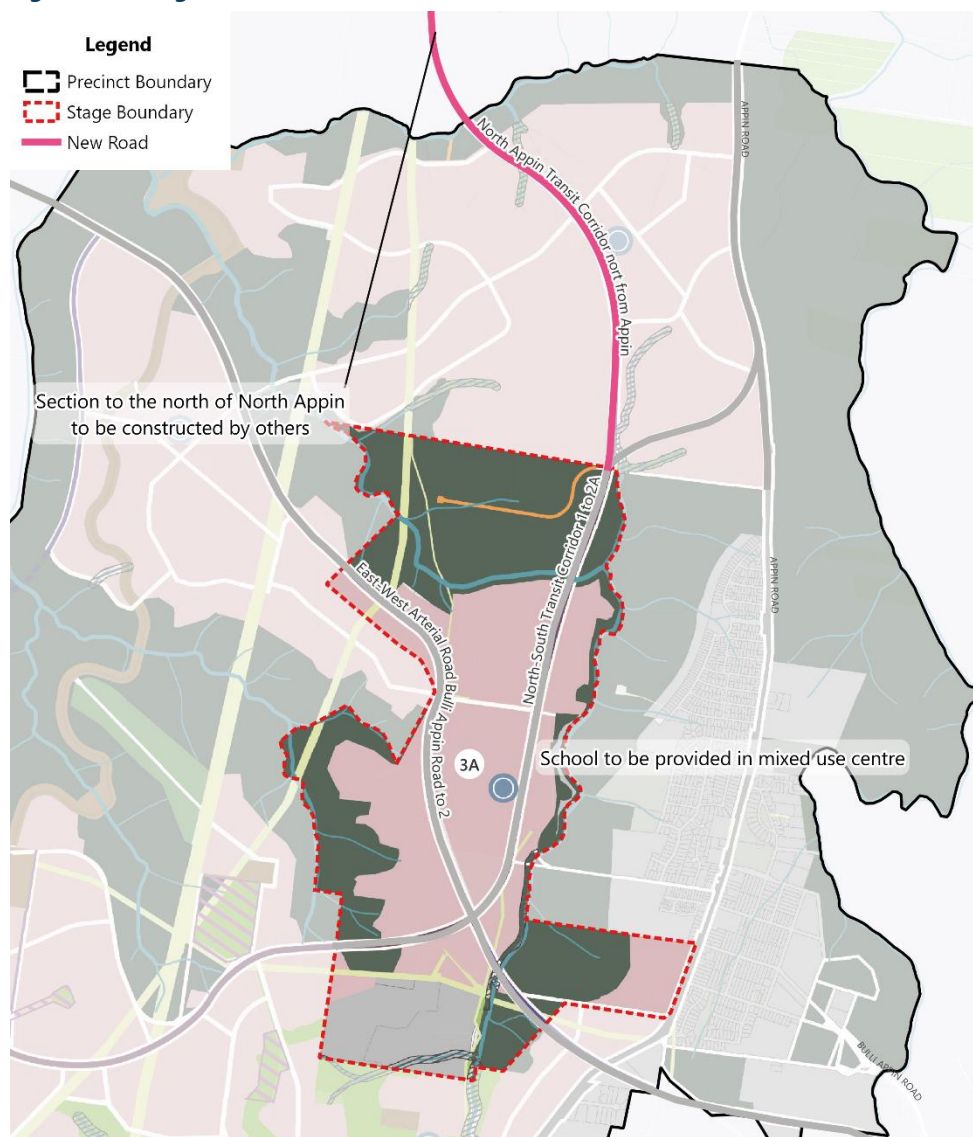 Legend
Precinct Boundary
Stage Boundary
New Road
North Appin Transit Corridor nort from Appin
APPIN ROAD
Section to the north of North Appin
to be constructed by others
North-South Transit Corridor 1 to 2A
East-West Arterial Road Bulli Appin Road to 2
APPIN ROAD
3A
School to be provided in mixed use centre
BULLI APPIN ROAD